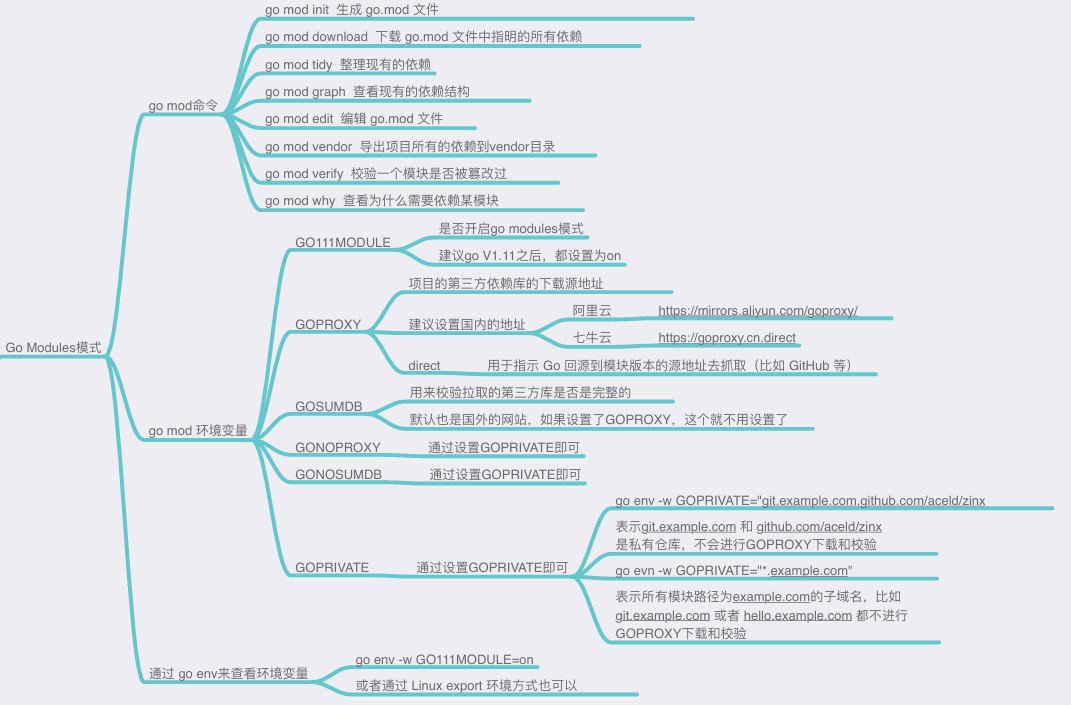 go mod init 生成 go.mod 文件
go mod download 下载 go.mod 文件中指明的所有依赖
go mod tidy 整理现有的依赖
go mod graph 查看现有的依赖结构
go mod命令
go mod edit 编辑 go.mod 文件
go mod vendor 导出项目所有的依赖到vendor目录
go mod verify 校验一个模块是否被篡改过
go mod why 查看为什么需要依赖某模块
是否开启go modules模式
GO111MODULE
建议go V1.11之后，都设置为on
项目的第三方依赖库的下载源地址
阿里云 https://mirrors.aliyun.com/goproxy/
GOPROXY 建议设置国内的地址
七牛云 https://goproxy.cn,direct
Go Modules模式
direct 用于指示 Go 回源到模块版本的源地址去抓取（比如 GitHub 等）
用来校验拉取的第三方库是否是完整的
GOSUMDB
默认也是国外的网站，如果设置了GOPROXY，这个就不用设置了
go mod 环境变量
GONOPROXY 通过设置GOPRIVATE即可
GONOSUMDB 通过设置GOPRIVATE即可
go env -w GOPRIVATE="git.example.com,github.com/aceld/zinx
表示git.example.com 和 github.com/aceld/zinx
是私有仓库，不会进行GOPROXY下载和校验
GOPRIVATE 通过设置GOPRIVATE即可
go evn -w GOPRIVATE="*.example.com"
表示所有模块路径为example.com的子域名，比如
git.example.com 或者 hello.example.com 都不进行
GOPROXY下载和校验
go env -w GO111MODULE=on
通过 go env来查看环境变量
或者通过 Linux export 环境方式也可以